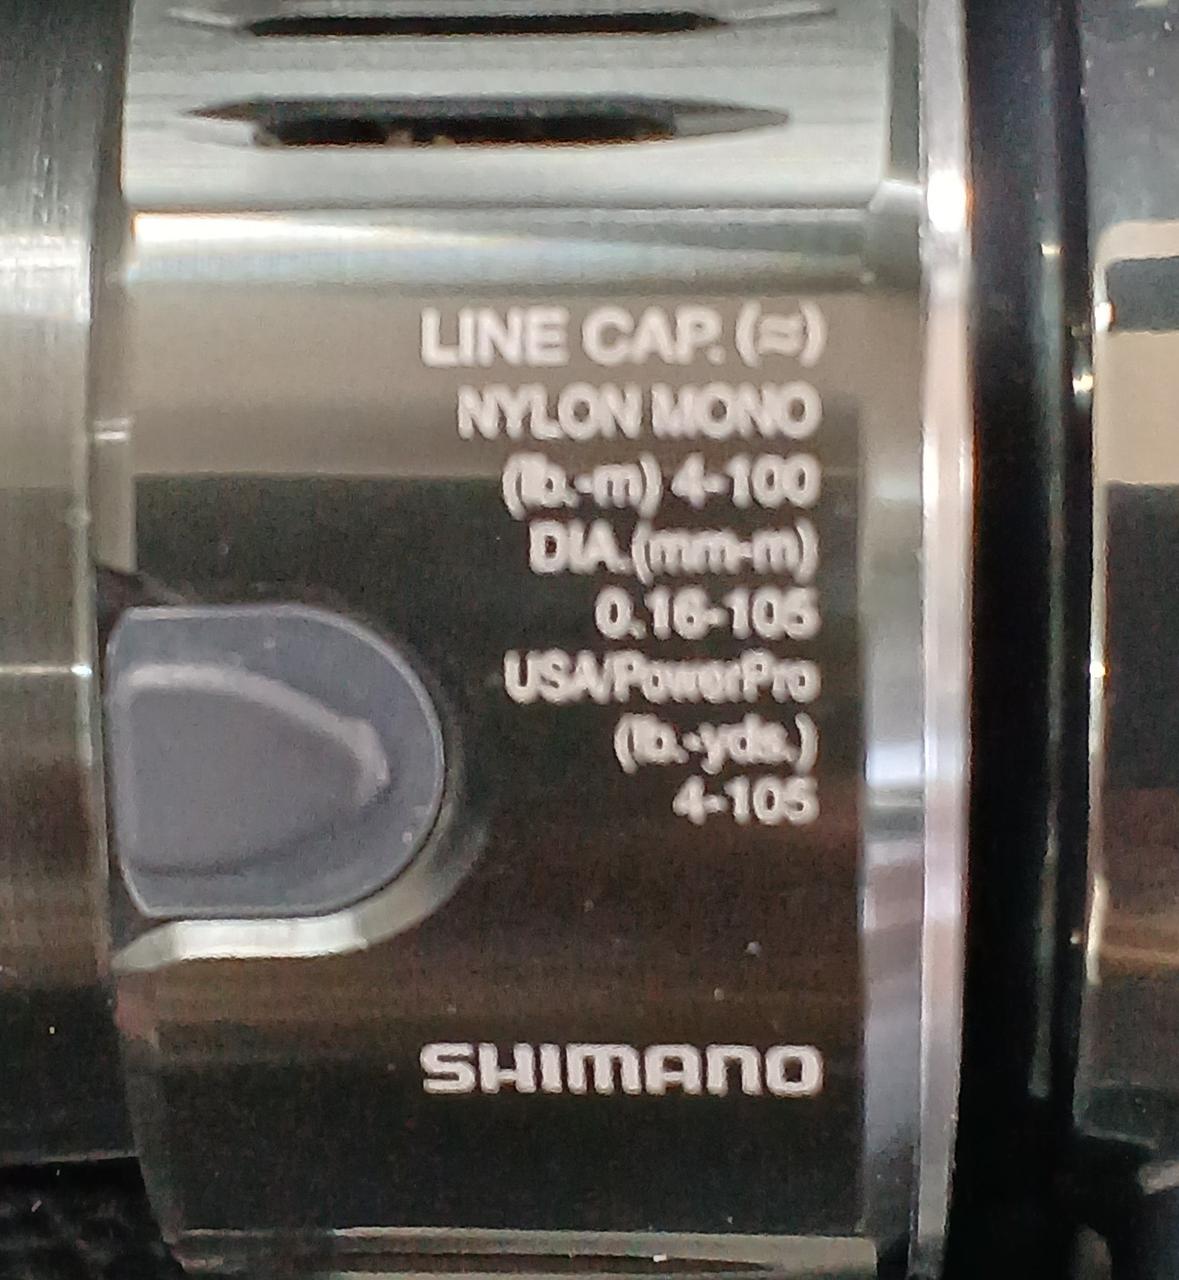 LINE CAP. (≈)
NYLON MONO
(lb.-m) 4-100
DIA.(mm-m)
0.16-105
USA/PowerPro
(lb.-yds.)
4-105
SHIMANO